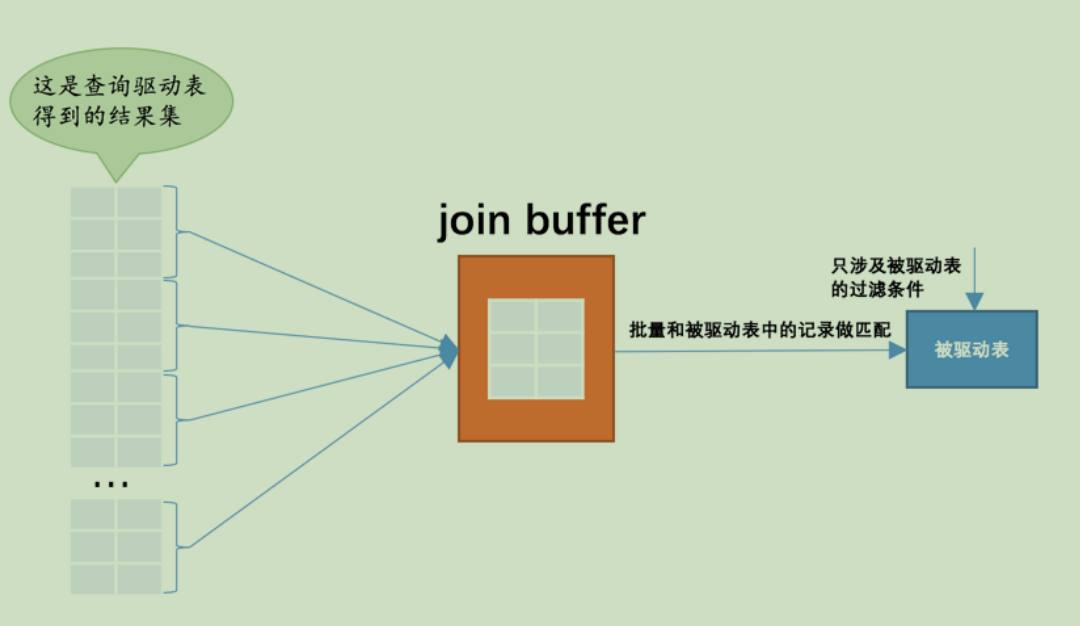 这是查询驱动表
得到的结果集
join buffer
只涉及被驱动表
的过滤条件
批量和被驱动表中的记录做匹配
被驱动表
...